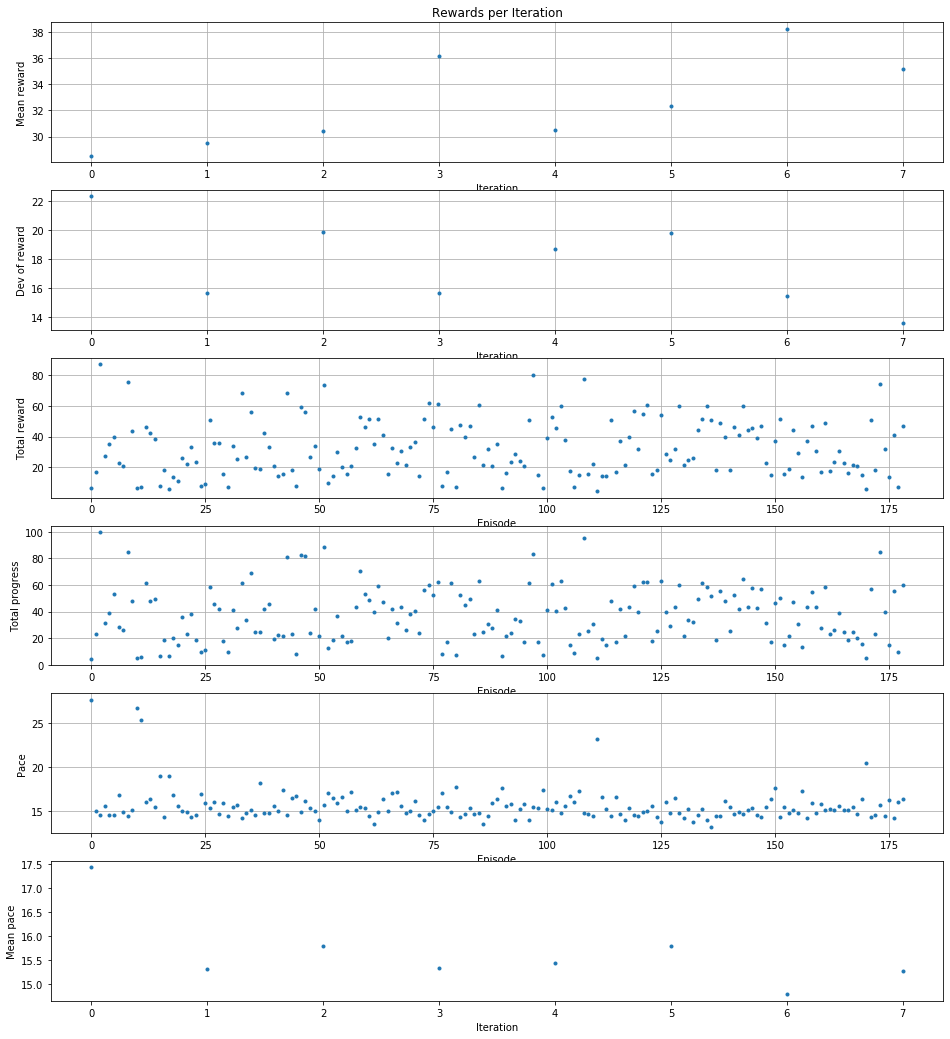 Rewards per Iteration
38
36
34
32
30
Mean reward
0 1 2 3 4 5 6 7
Iteration
22
20
18
16
14
Dev of reward
0 1 2 3 4 5 6 7
Iteration
80
60
40
20
Total reward
0 25 50 75 100 125 150 175
Episode
100
80
60
40
20
0
Total progress
0 25 50 75 100 125 150 175
Episode
25
20
15
Pace
0 25 50 75 100 125 150 175
Episode
17.5
17.0
16.5
16.0
15.5
15.0
Mean pace
0 1 2 3 4 5 6 7
Iteration